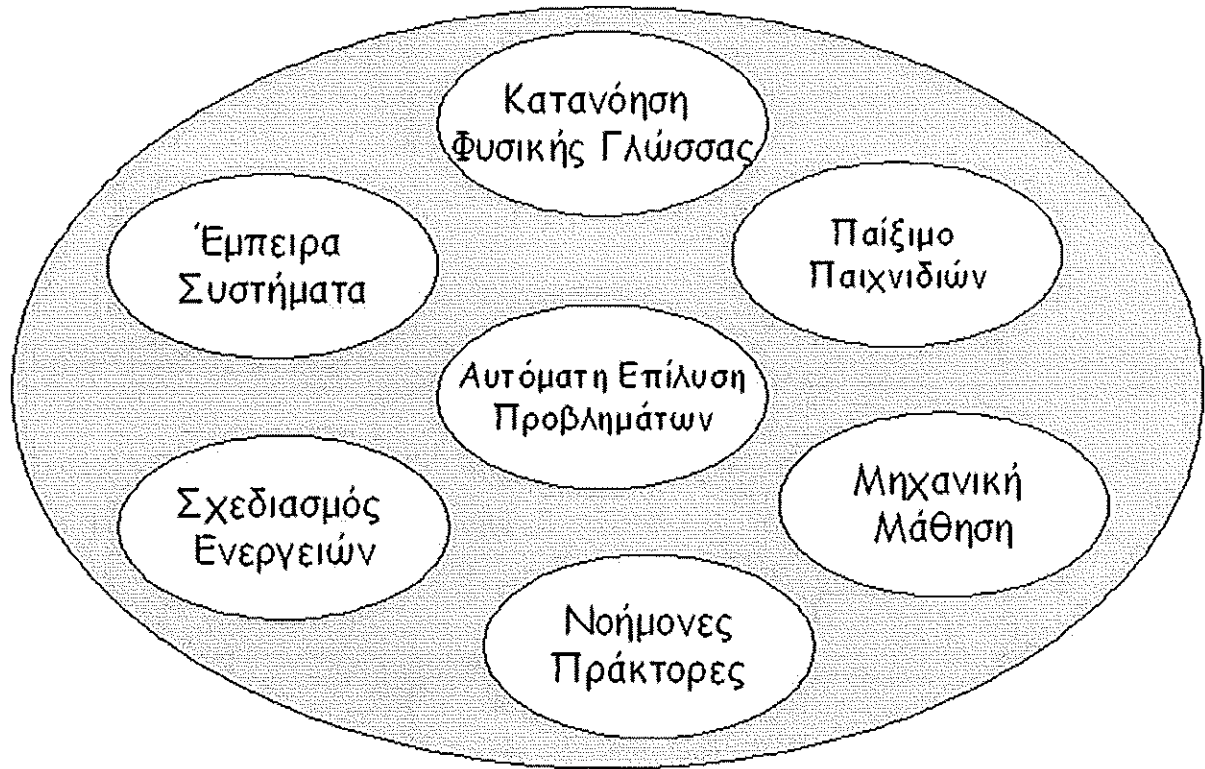 Κατανόηση
Φυσικής Γλώσσας
Έμπειρα
Συστήματα
Παίξιμο
Παιχνιδιών
Αυτόματη Επίλυση
Προβλημάτων
Σχεδιασμός
Ενεργειών
Μηχανική
Μάθηση
Νοήμονες
Πράκτορες